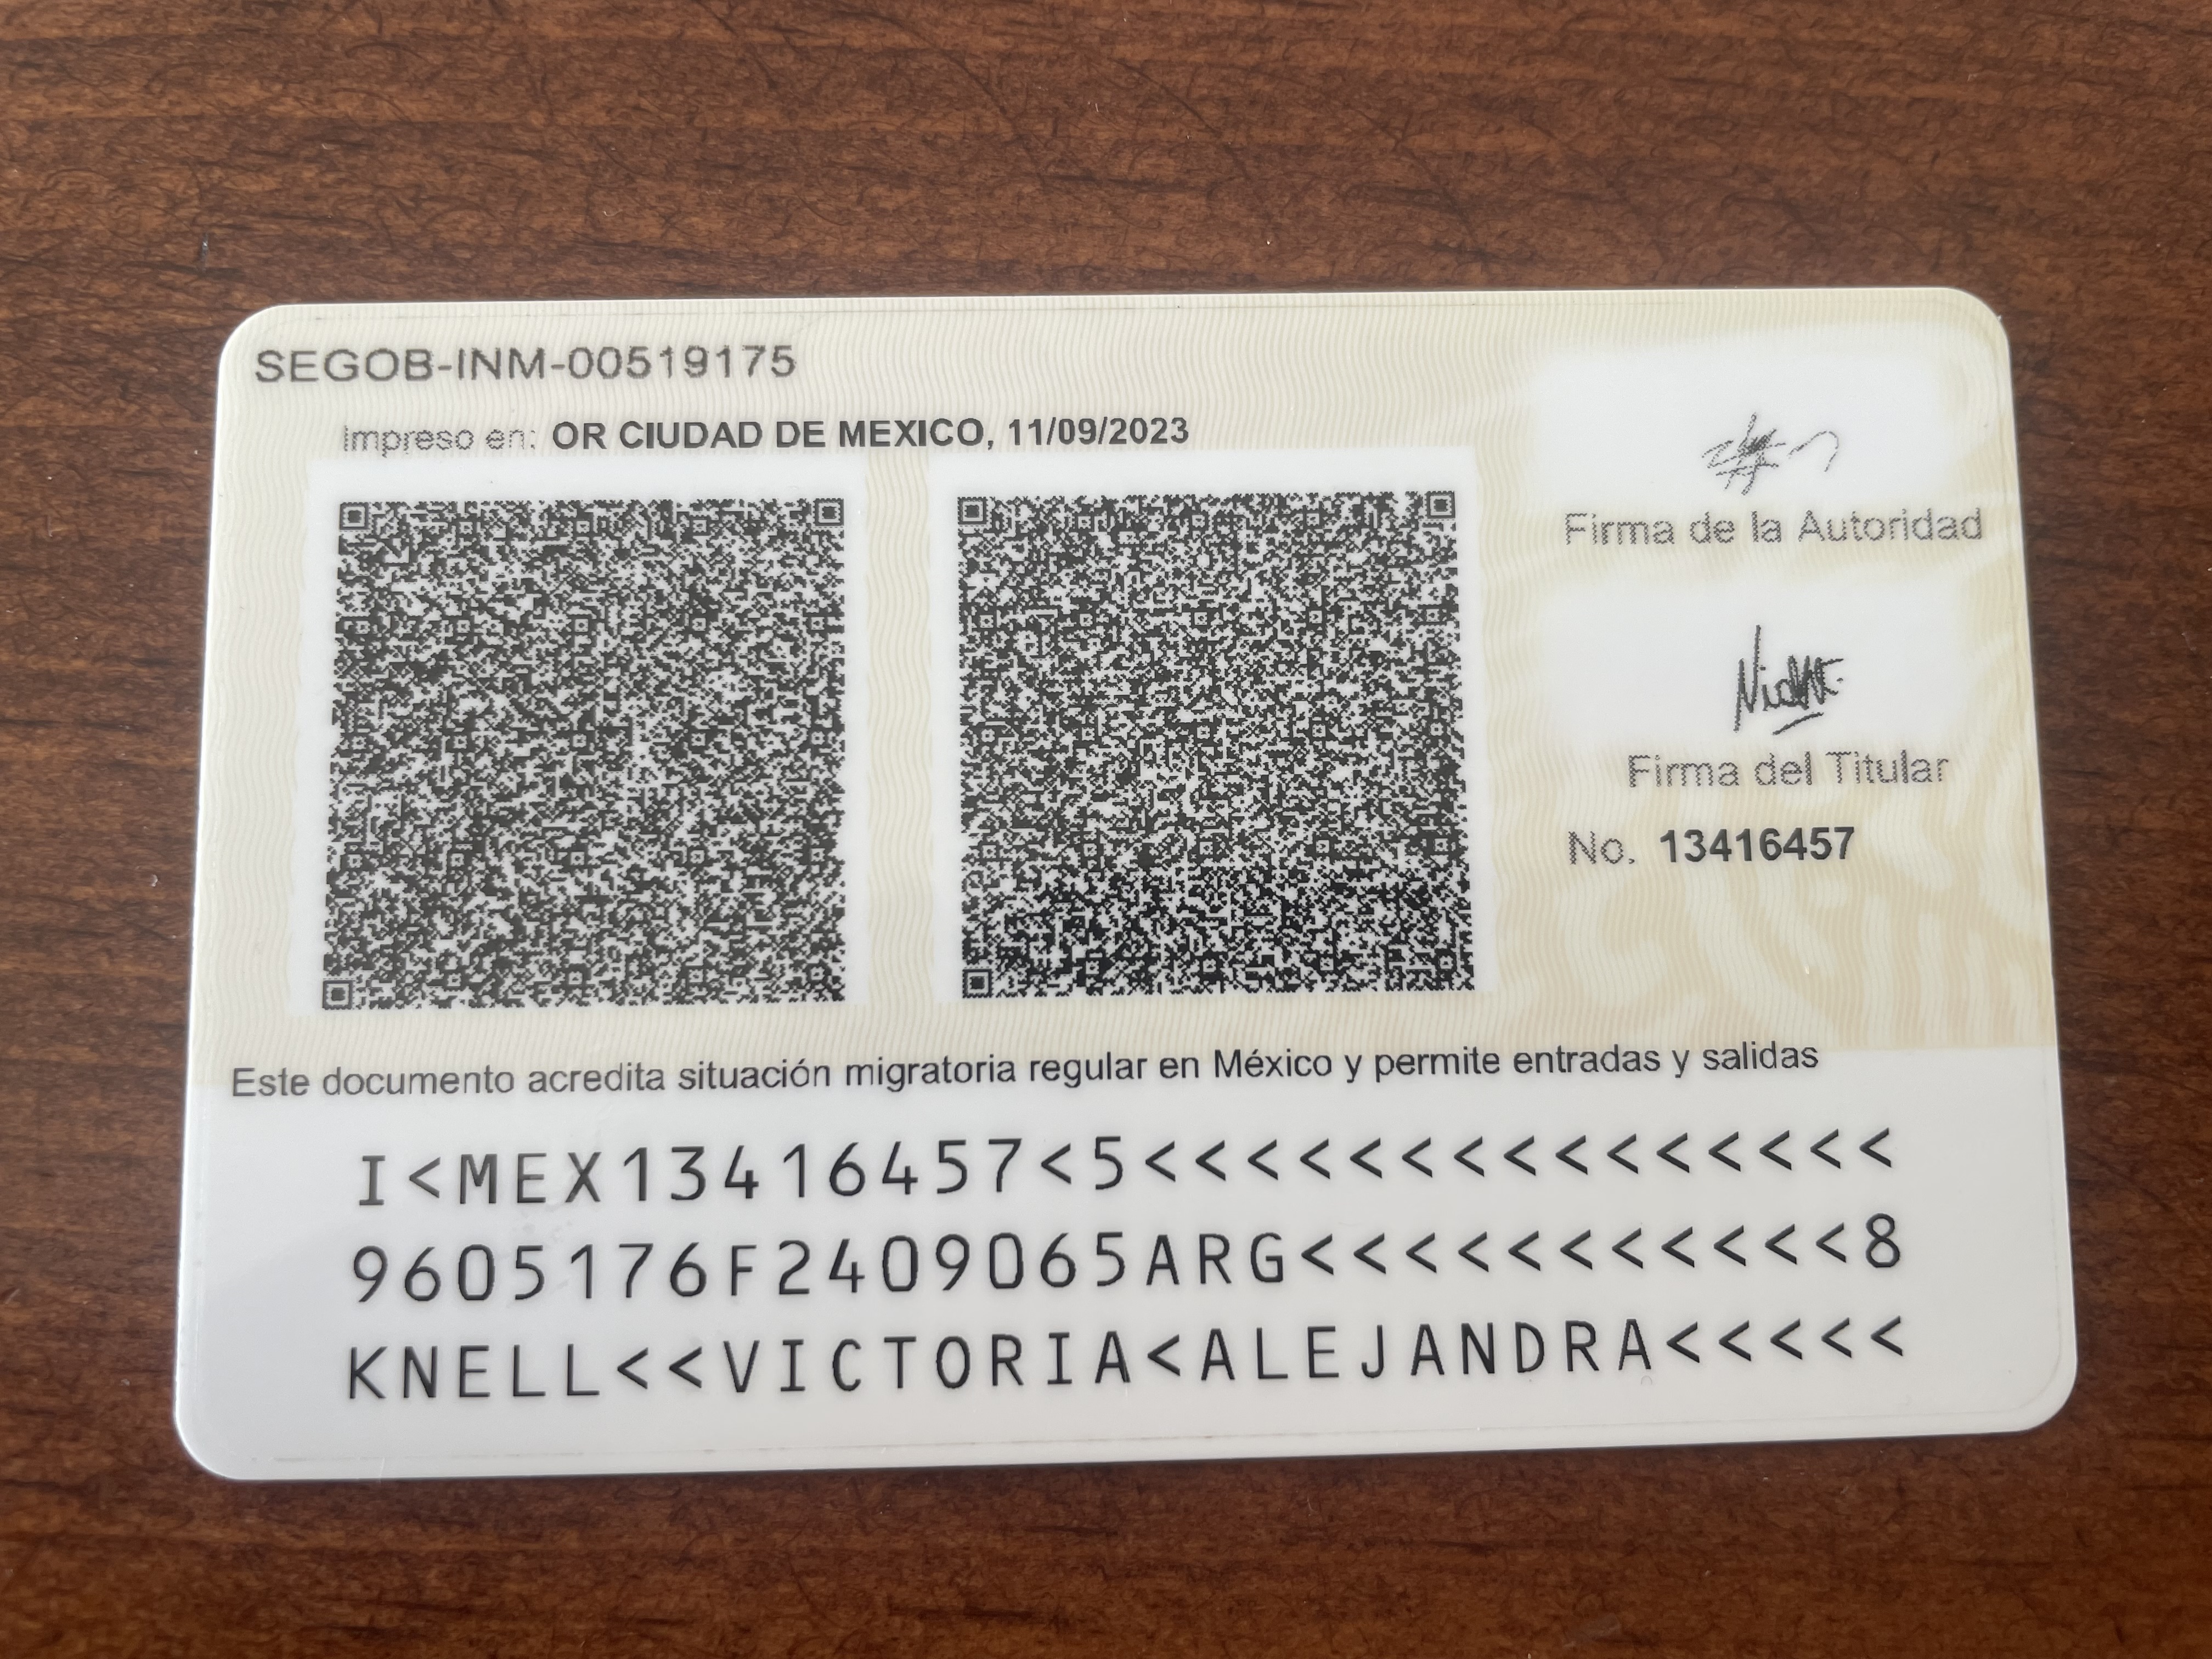 SEGOB-INM-00519175
Impreso en: OR CIUDAD DE MEXICO, 11/09/2023
Firma de la Autoridad
Firma del Titular
No. 13416457
Este documento acredita situación migratoria regular en México y permite entradas y salidas
I<MEX13416457<5<<<<<<<<<<<<<<<
9605176F2409065ARG<<<<<<<<<<<8
KNELL<<VICTORIA<ALEJANDRA<<<<<